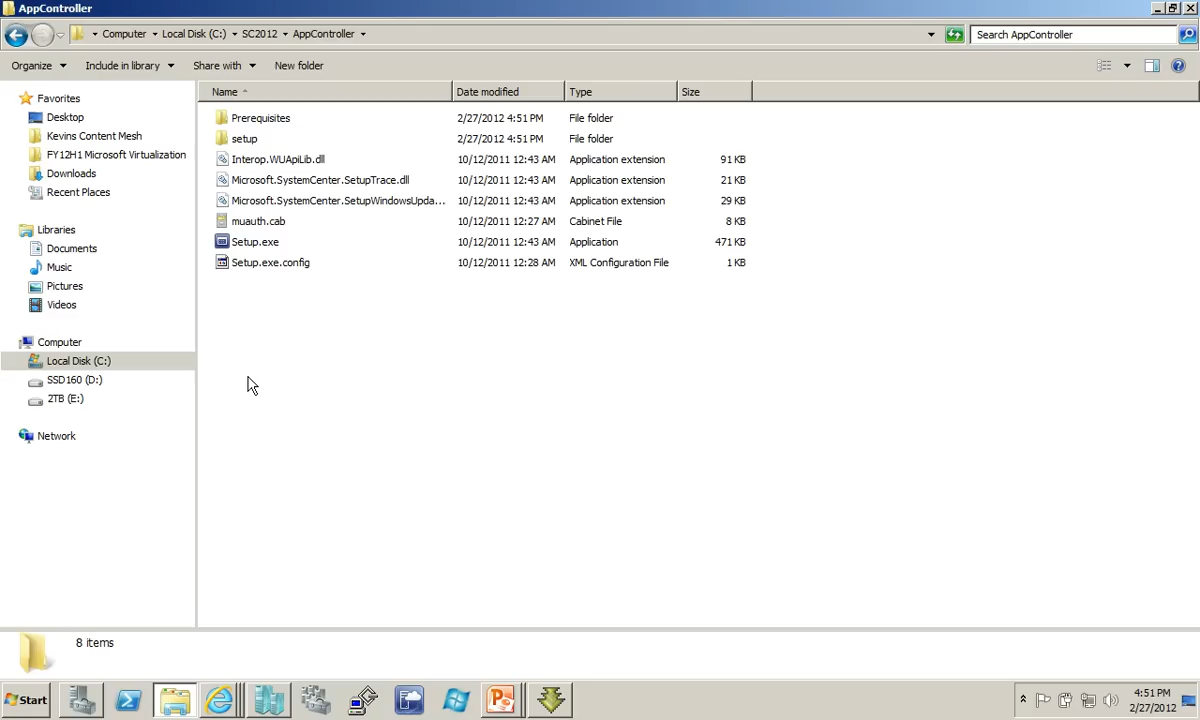 AppController
Computer Local Disk (C:) SC2012 AppController
Search AppController
Organize Include in library Share with New folder
Name Date modified Type Size
Favorites
Desktop
Kevins Content Mesh
FY12H1 Microsoft Virtualization
Downloads
Recent Places
Libraries
Documents
Music
Pictures
Videos
Computer
Local Disk (C:)
SSD160 (D:)
2TB (E:)
Network
Prerequisites 2/27/2012 4:51 PM File folder
setup 2/27/2012 4:51 PM File folder
Interop.WUApiLib.dll 10/12/2011 12:43 AM Application extension 91 KB
Microsoft.SystemCenter.SetupTrace.dll 10/12/2011 12:43 AM Application extension 21 KB
Microsoft.SystemCenter.SetupWindowsUpda... 10/12/2011 12:43 AM Application extension 29 KB
muauth.cab 10/12/2011 12:27 AM Cabinet File 8 KB
Setup.exe 10/12/2011 12:43 AM Application 471 KB
Setup.exe.config 10/12/2011 12:28 AM XML Configuration File 1 KB
8 items
Start
4:51 PM
2/27/2012